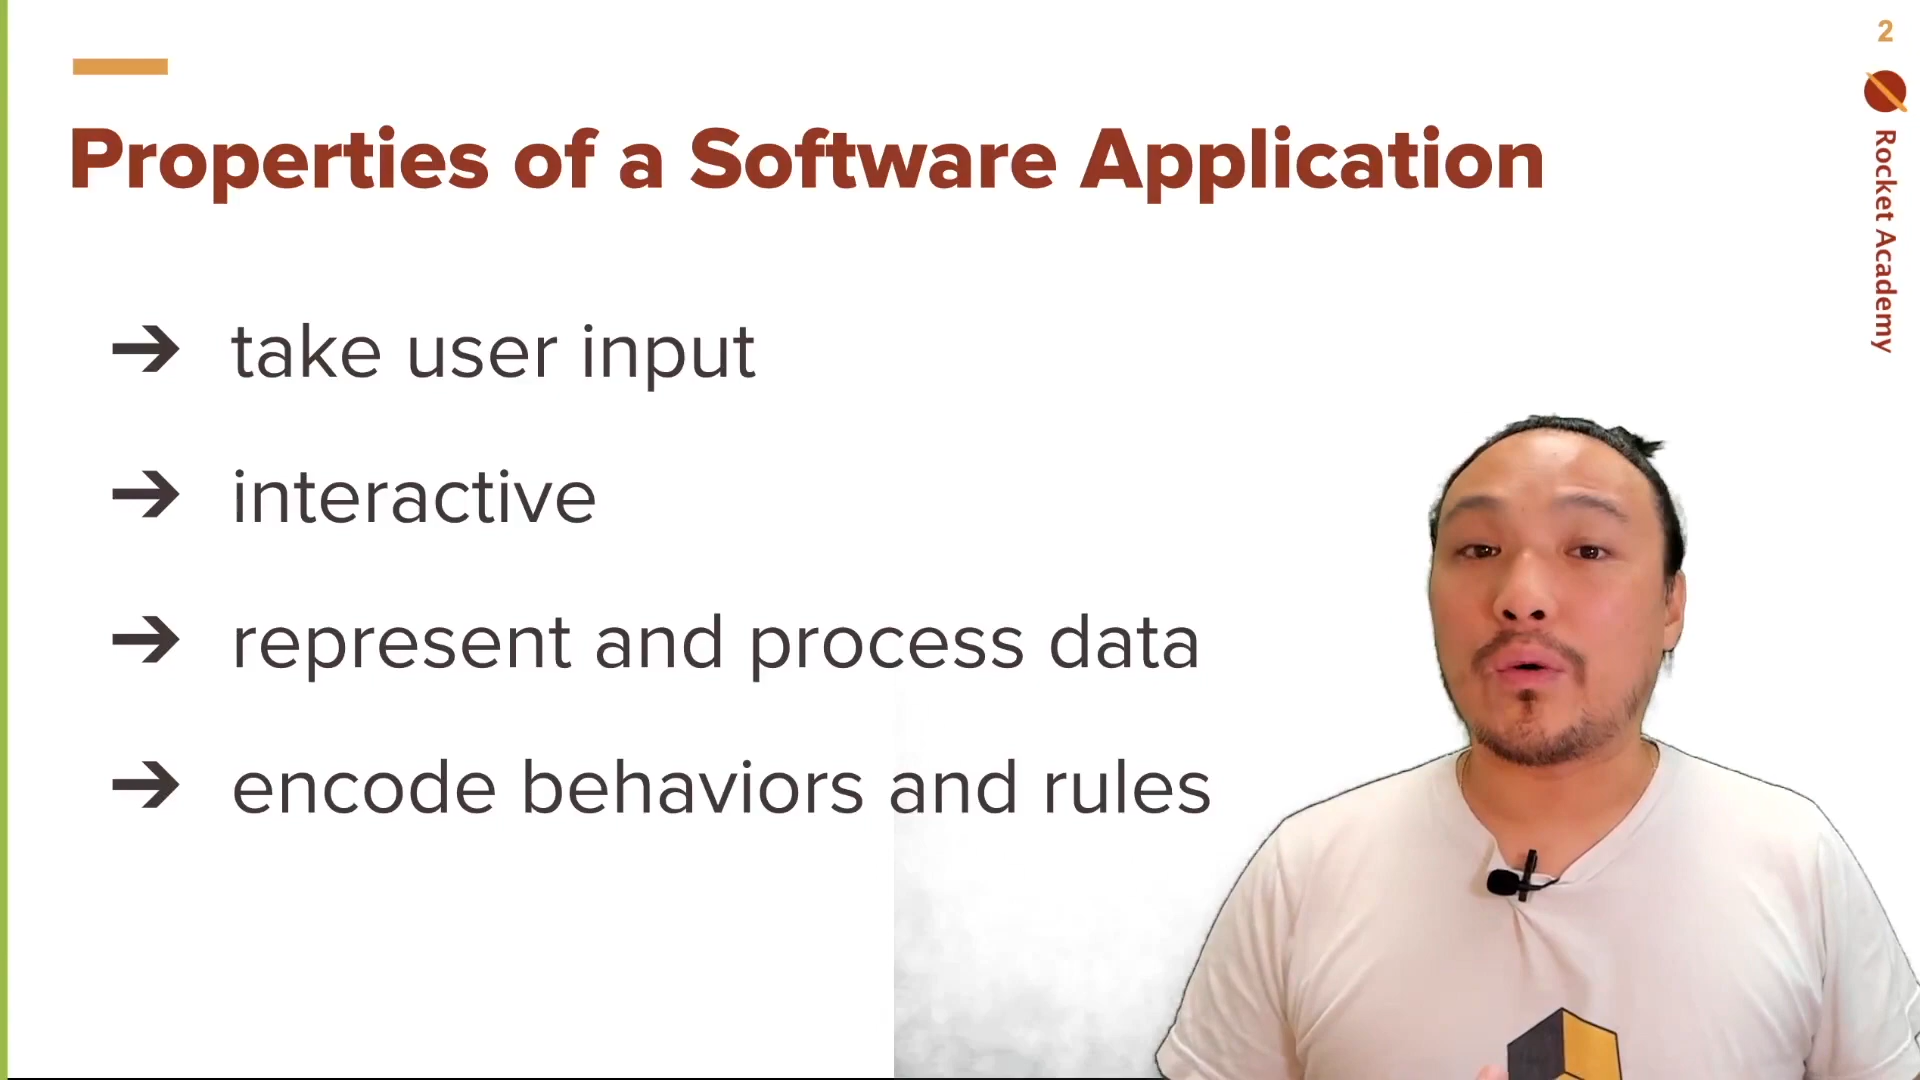 2
Rocket Academy
Properties of a Software Application
➔ take user input
➔ interactive
➔ represent and process data
➔ encode behaviors and rules